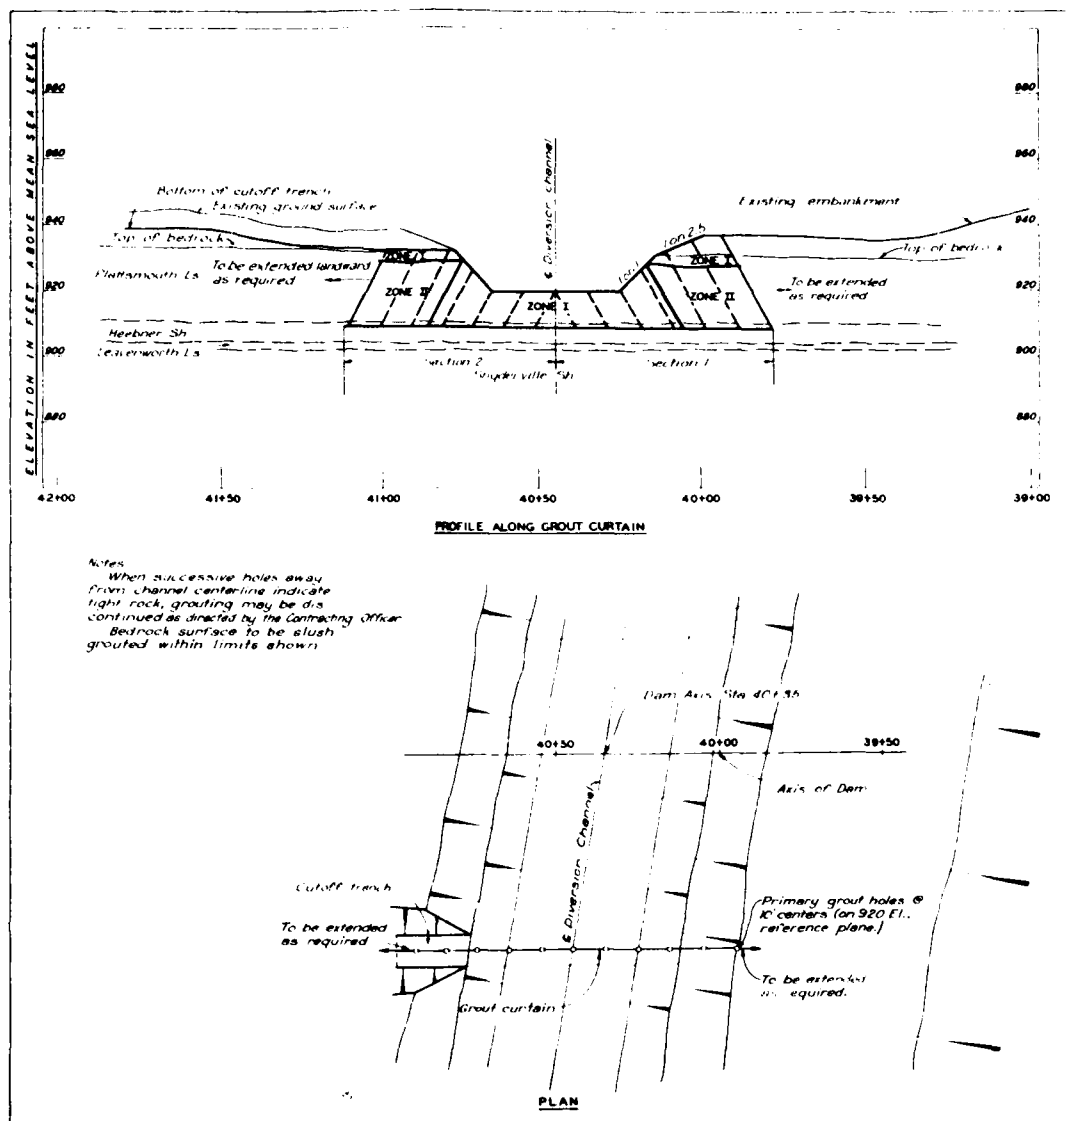 ELEVATION IN FEET ABOVE MEAN SEA LEVEL
980
960
940
920
900
880
980
960
940
920
900
880
Bottom of cutoff trench
Existing ground surface
Top of bedrock
Plattsmouth Ls
To be extended landward
as required
Heebner Sh
Leavenworth Ls
ZONE I
ZONE II
ZONE I
ZONE I
ZONE II
℄ Diversion channel
1 on 1
1 on 2.5
Existing embankment
Top of bedrock
To be extended
as required
Section 2
Section 1
Snyderville Sh
42+00
41+50
41+00
40+50
40+00
39+50
39+00
PROFILE ALONG GROUT CURTAIN
Notes
When successive holes away
from channel centerline indicate
tight rock, grouting may be dis
continued as directed by the Contracting Officer
Bedrock surface to be slush
grouted within limits shown
Dam Axis Sta 40+35
40+50
40+00
39+50
Axis of Dam
℄ Diversion Channel
Cutoff trench
To be extended
as required
Primary grout holes @
10' centers (on 920 El.,
reference plane.)
To be extended
as required.
Grout curtain
PLAN